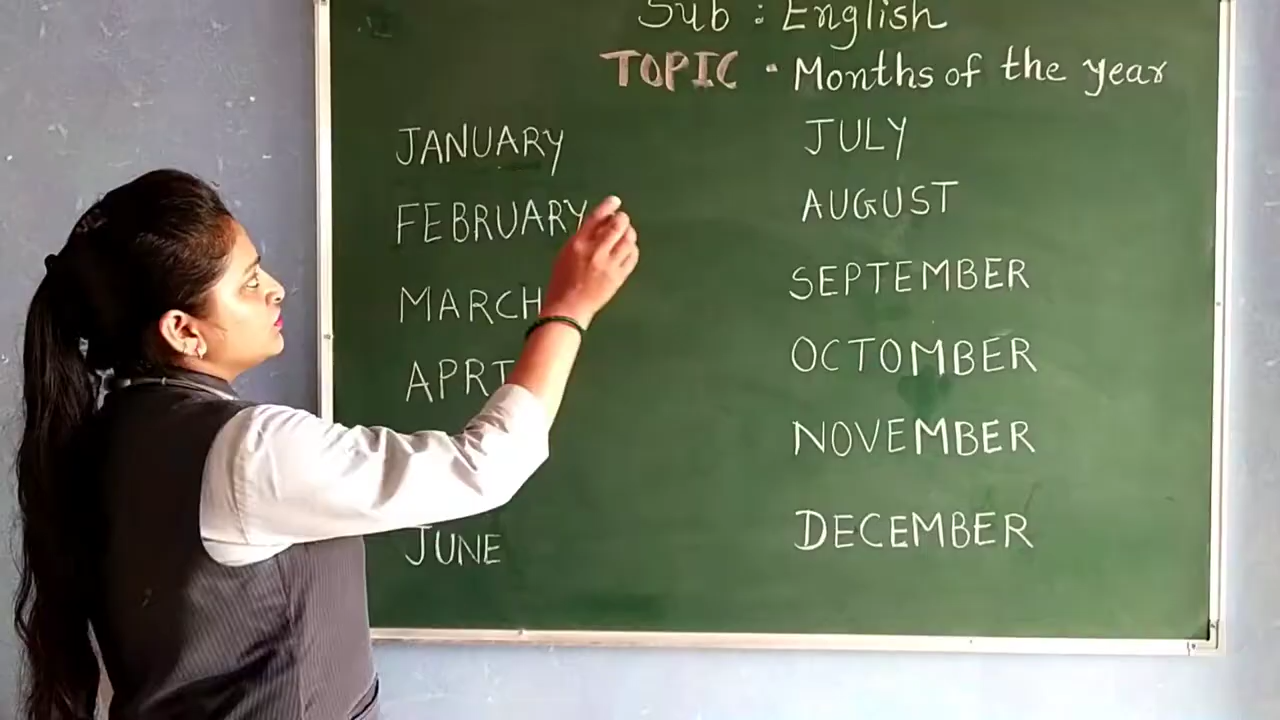 Sub : English
TOPIC - Months of the year
JANUARY
FEBRUARY
MARCH
JUNE
JULY
AUGUST
SEPTEMBER
OCTOMBER
NOVEMBER
DECEMBER